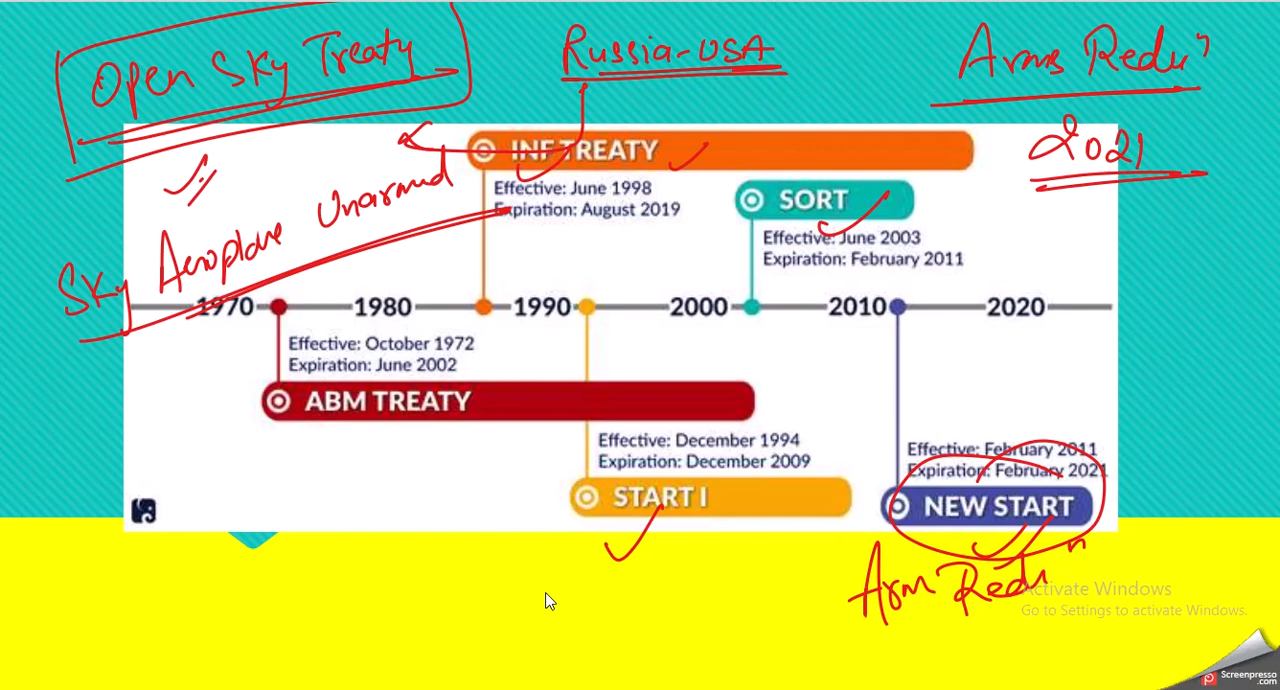 Open Sky Treaty
Russia-USA
Arms Redun
2021
INF TREATY
Effective: June 1998
Expiration: August 2019
SORT
Effective: June 2003
Expiration: February 2011
Sky Aeroplane Unarmed
1970 1980 1990 2000 2010 2020
Effective: October 1972
Expiration: June 2002
ABM TREATY
Effective: December 1994
Expiration: December 2009
START I
Effective: February 2011
Expiration: February 2021
NEW START
Arm Redun
Activate Windows
Go to Settings to activate Windows.
Screenpresso
.com